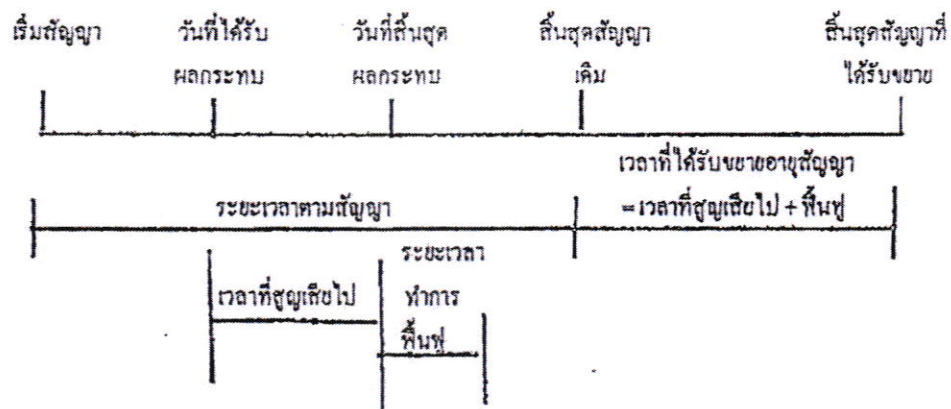 เริ่มสัญญา วันที่ได้รับ วันที่สิ้นสุด สิ้นสุดสัญญา สิ้นสุดสัญญาที่
ผลกระทบ ผลกระทบ เดิม ได้รับขยาย
เวลาที่ได้รับขยายอายุสัญญา
ระยะเวลาตามสัญญา =เวลาที่สูญเสียไป + ฟื้นฟู
ระยะเวลา
เวลาที่สูญเสียไป ทำการ
ฟื้นฟู